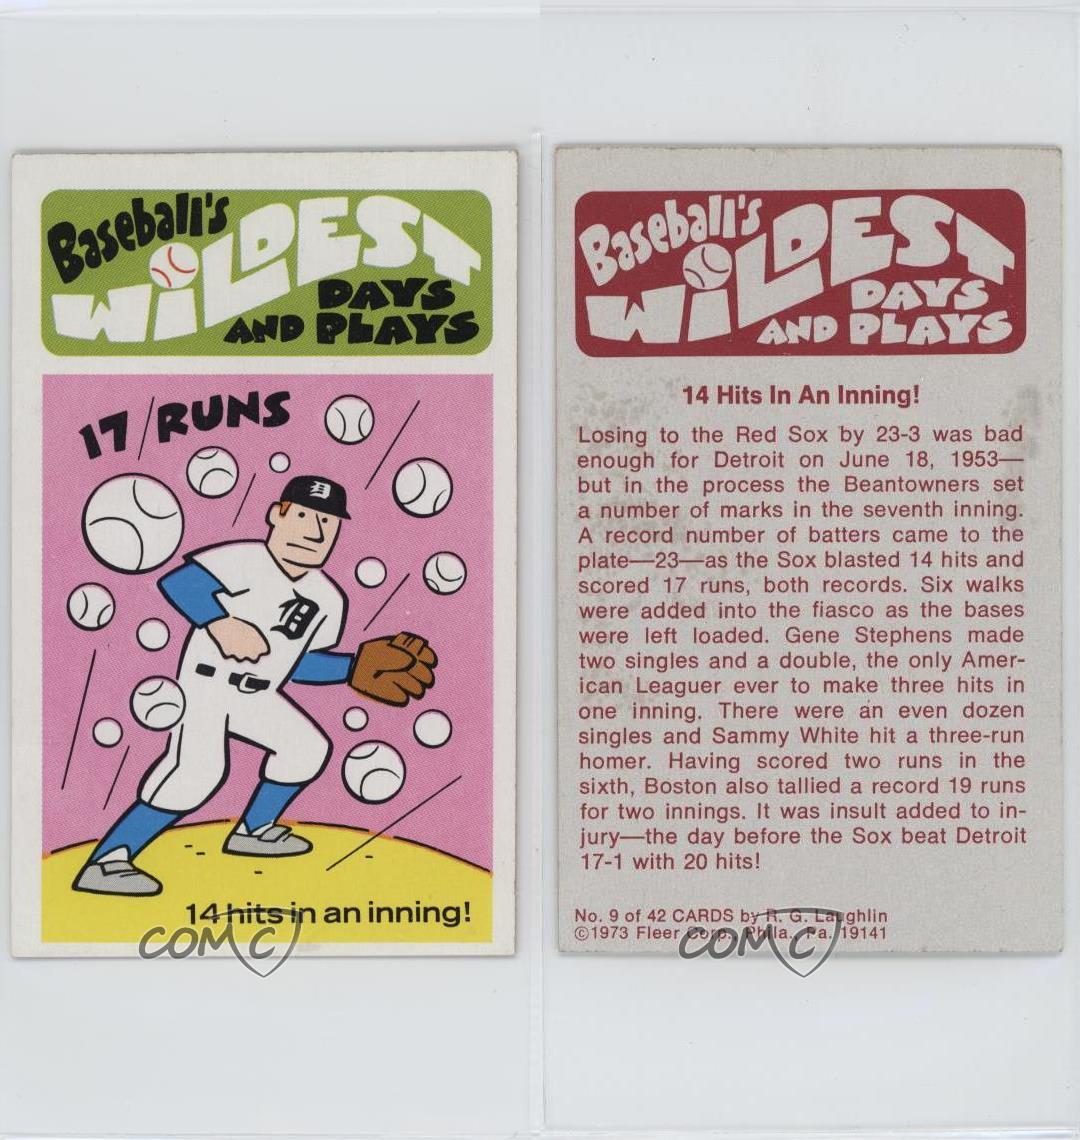 Baseball's
WiLDEST
DAYS
AND PLAYS
17 RUNS
D
D
14 hits in an inning!
COMC
Baseball's
WiLDEST
DAYS
AND PLAYS
14 Hits In An Inning!
Losing to the Red Sox by 23-3 was bad
enough for Detroit on June 18, 1953—
but in the process the Beantowners set
a number of marks in the seventh inning.
A record number of batters came to the
plate—23—as the Sox blasted 14 hits and
scored 17 runs, both records. Six walks
were added into the fiasco as the bases
were left loaded. Gene Stephens made
two singles and a double, the only Amer-
ican Leaguer ever to make three hits in
one inning. There were an even dozen
singles and Sammy White hit a three-run
homer. Having scored two runs in the
sixth, Boston also tallied a record 19 runs
for two innings. It was insult added to in-
jury—the day before the Sox beat Detroit
17-1 with 20 hits!
No. 9 of 42 CARDS by R. G. Laughlin
©1973 Fleer Corp., Phila., Pa. 19141
COMC